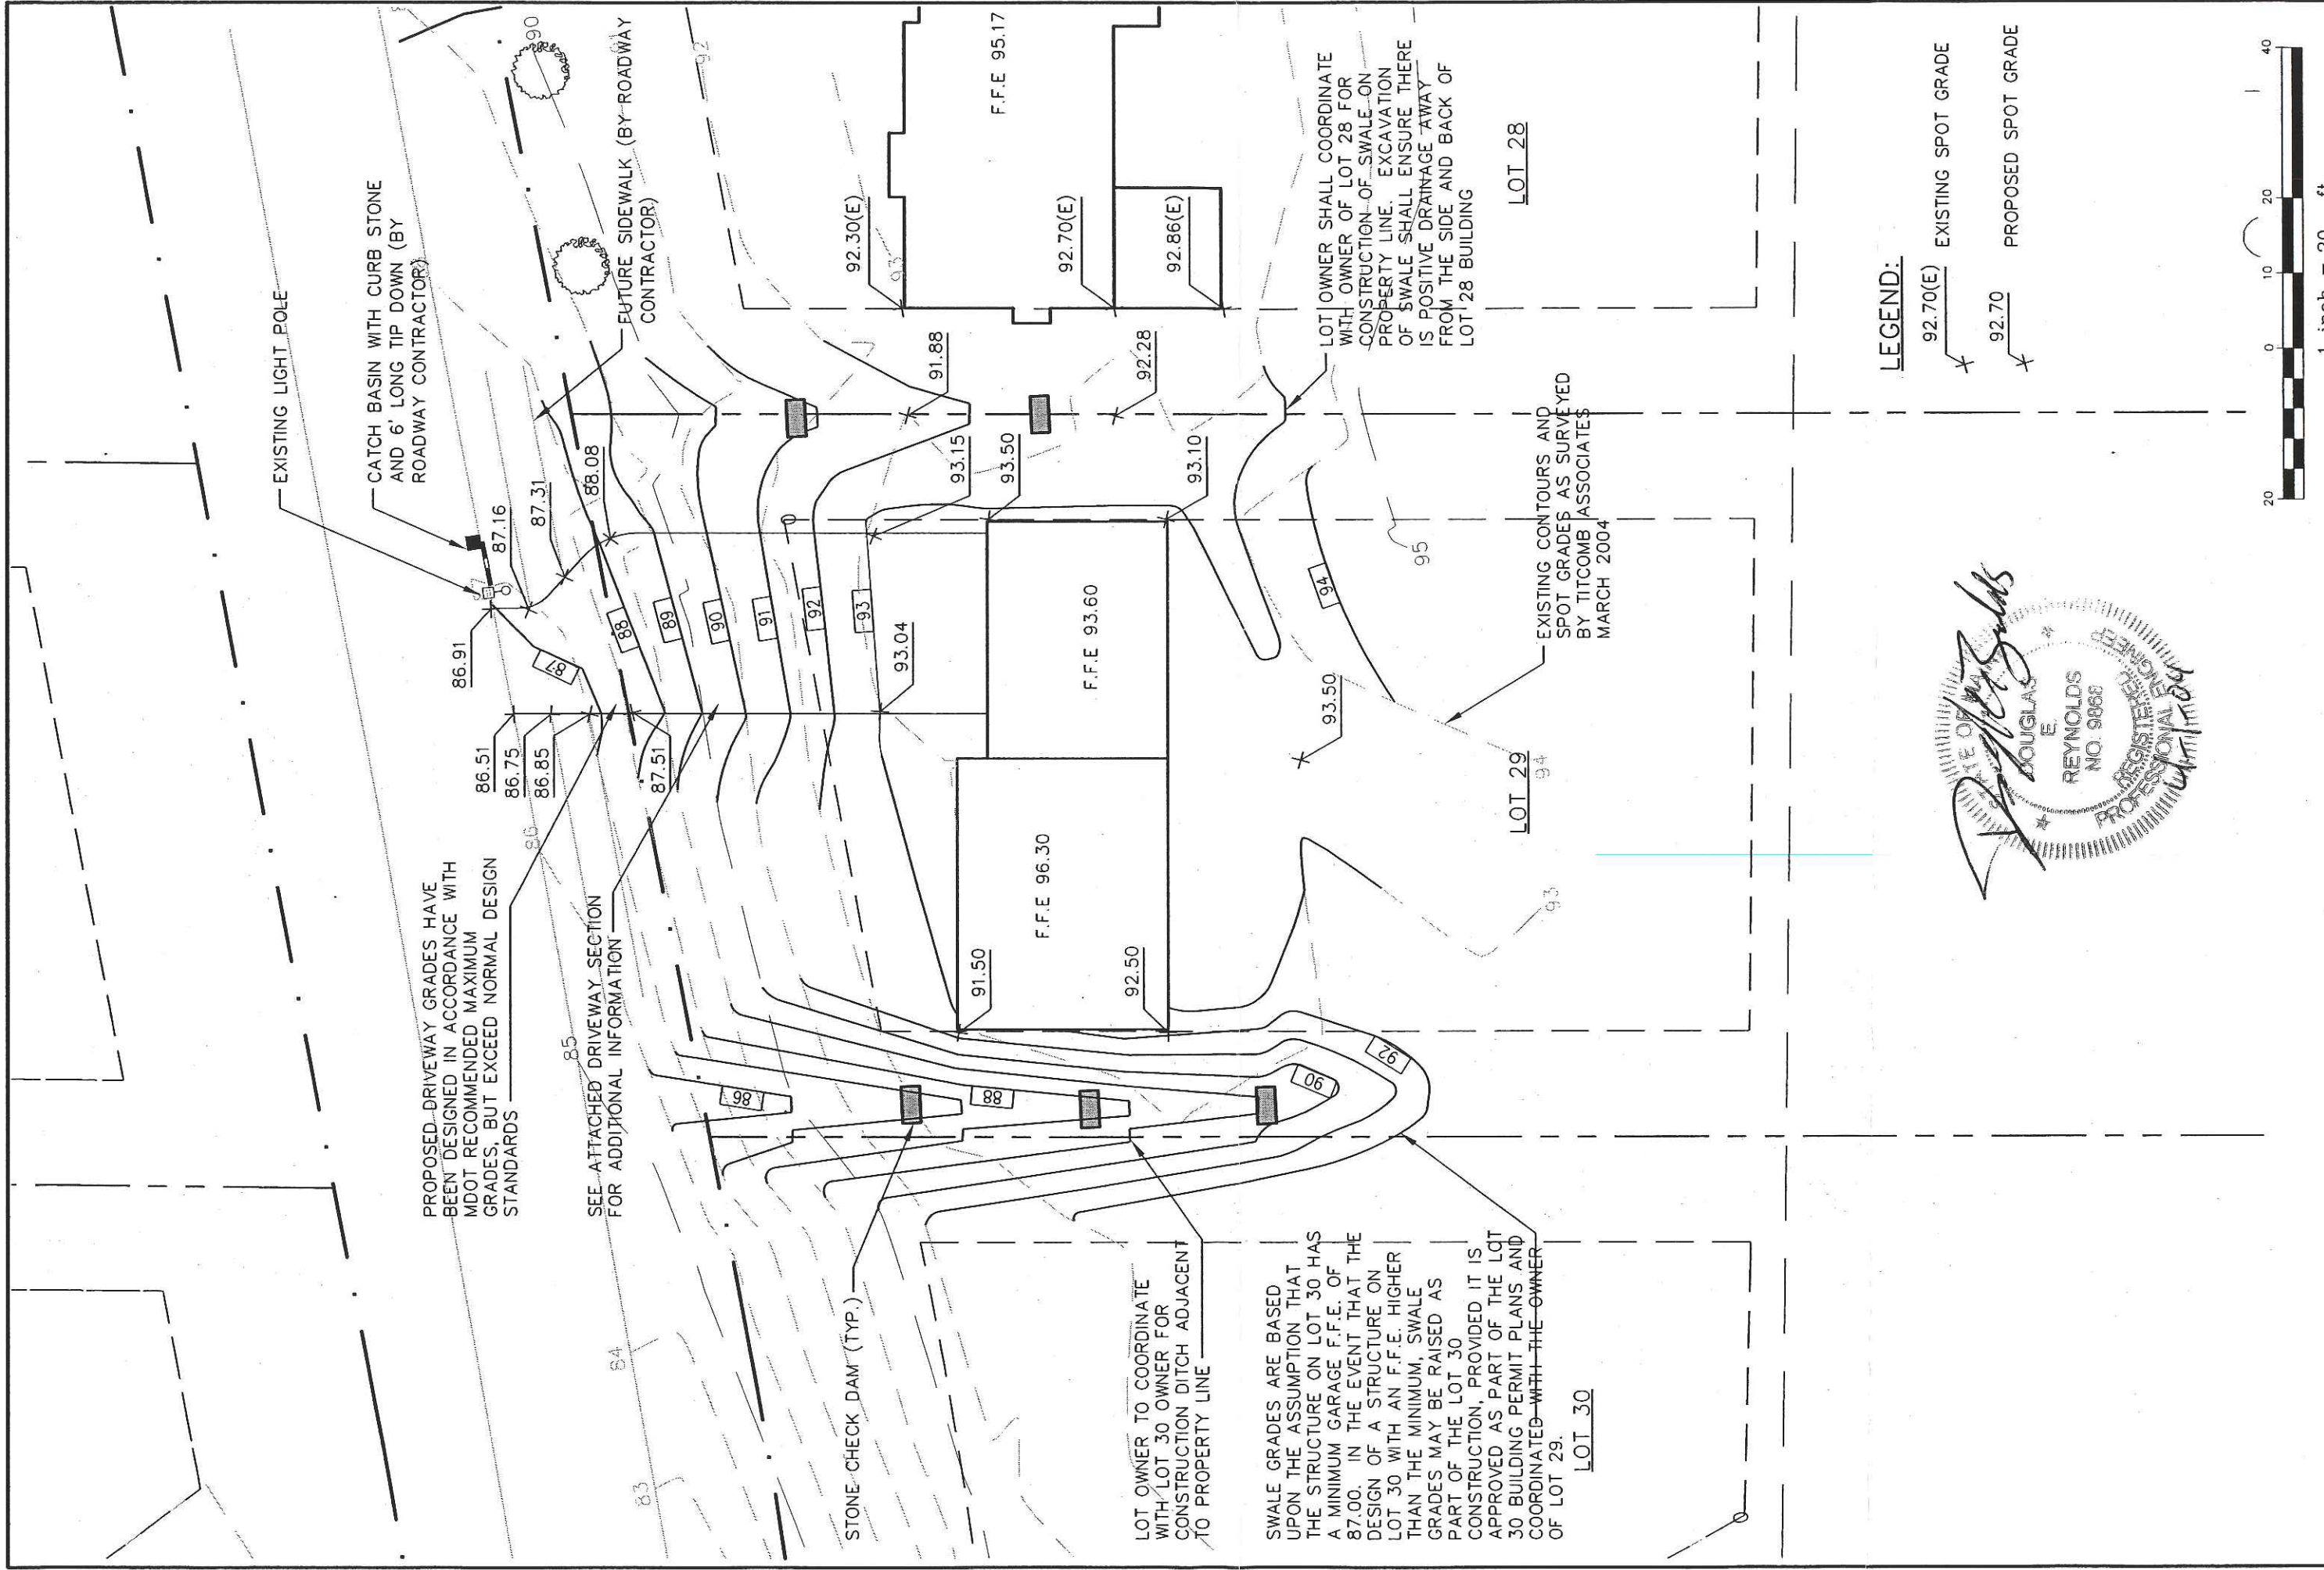 EXISTING LIGHT POLE
CATCH BASIN WITH CURB STONE
AND 6' LONG TIP DOWN (BY
ROADWAY CONTRACTOR)
FUTURE SIDEWALK (BY ROADWAY
CONTRACTOR)
90
91
92
F.F.E 95.17
92.30(E)
93
92.70(E)
92.86(E)
LOT OWNER SHALL COORDINATE
WITH OWNER OF LOT 28 FOR
CONSTRUCTION OF SWALE ON
PROPERTY LINE. EXCAVATION
OF SWALE SHALL ENSURE THERE
IS POSITIVE DRAINAGE AWAY
FROM THE SIDE AND BACK OF
LOT 28 BUILDING
LOT 28
87.16
87.31
88.08
91.88
92.28
93.15
93.50
93.10
86.91
87
88
89
90
91
92
93
93.04
F.F.E 93.60
94
95
EXISTING CONTOURS AND
SPOT GRADES AS SURVEYED
BY TITCOMB ASSOCIATES
MARCH 2004
93.50
LOT 29
94
93
PROPOSED DRIVEWAY GRADES HAVE
BEEN DESIGNED IN ACCORDANCE WITH
MDOT RECOMMENDED MAXIMUM
GRADES, BUT EXCEED NORMAL DESIGN
STANDARDS
86.51
86.75
86.85
87.51
86
85
84
83
SEE ATTACHED DRIVEWAY SECTION
FOR ADDITIONAL INFORMATION
F.F.E 96.30
91.50
92.50
86
88
90
92
STONE CHECK DAM (TYP.)
LOT OWNER TO COORDINATE
WITH LOT 30 OWNER FOR
CONSTRUCTION DITCH ADJACENT
TO PROPERTY LINE
SWALE GRADES ARE BASED
UPON THE ASSUMPTION THAT
THE STRUCTURE ON LOT 30 HAS
A MINIMUM GARAGE F.F.E. OF
87.00. IN THE EVENT THAT THE
DESIGN OF A STRUCTURE ON
LOT 30 WITH AN F.F.E. HIGHER
THAN THE MINIMUM, SWALE
GRADES MAY BE RAISED AS
PART OF THE LOT 30
CONSTRUCTION, PROVIDED IT IS
APPROVED AS PART OF THE LOT
30 BUILDING PERMIT PLANS AND
COORDINATED WITH THE OWNER
OF LOT 29.
LOT 30
LEGEND:
92.70(E) EXISTING SPOT GRADE
92.70 PROPOSED SPOT GRADE
20 0 10 20 40
DOUGLAS
E.
REYNOLDS
NO. 9868
REGISTERED
PROFESSIONAL ENGINEER